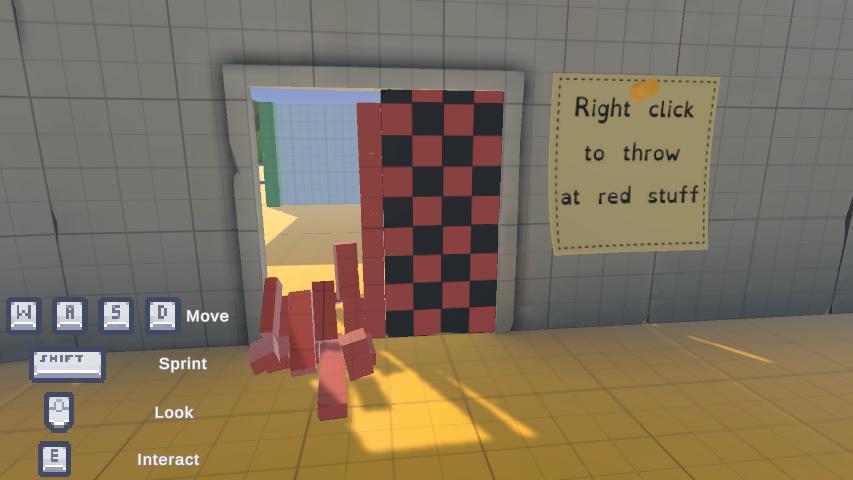 Right click
to throw
at red stuff
W A S D Move
SHIFT Sprint
Look
E Interact